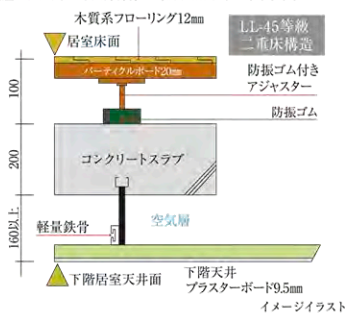 木質系フローリング12mm
LL-45等級
二重床構造
居室床面
パーティクルボード20mm
防振ゴム付き
アジャスター
100
防振ゴム
コンクリートスラブ
200
空気層
軽量鉄骨
160以上
下階居室天井面
下階天井
プラスターボード9.5mm
イメージイラスト